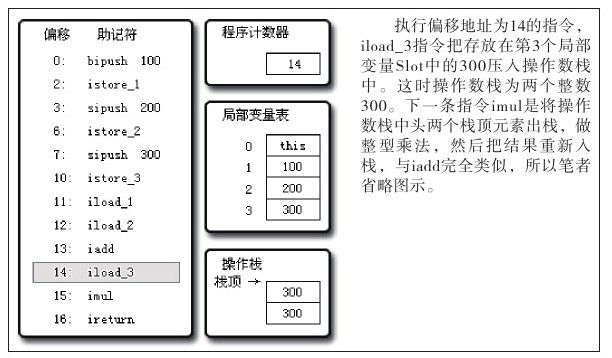 偏移 助记符
0: bipush 100
2: istore_1
3: sipush 200
6: istore_2
7: sipush 300
10: istore_3
11: iload_1
12: iload_2
13: iadd
14: iload_3
15: imul
16: ireturn
程序计数器
14
局部变量表
0 this
1 100
2 200
3 300
操作栈
栈顶 →
300
300
执行偏移地址为14的指令，
iload_3指令把存放在第3个局部
变量Slot中的300压入操作数栈
中。这时操作数栈为两个整数
300。下一条指令imul是将操作
数栈中头两个栈顶元素出栈，做
整型乘法，然后把结果重新入
栈，与iadd完全类似，所以笔者
省略图示。